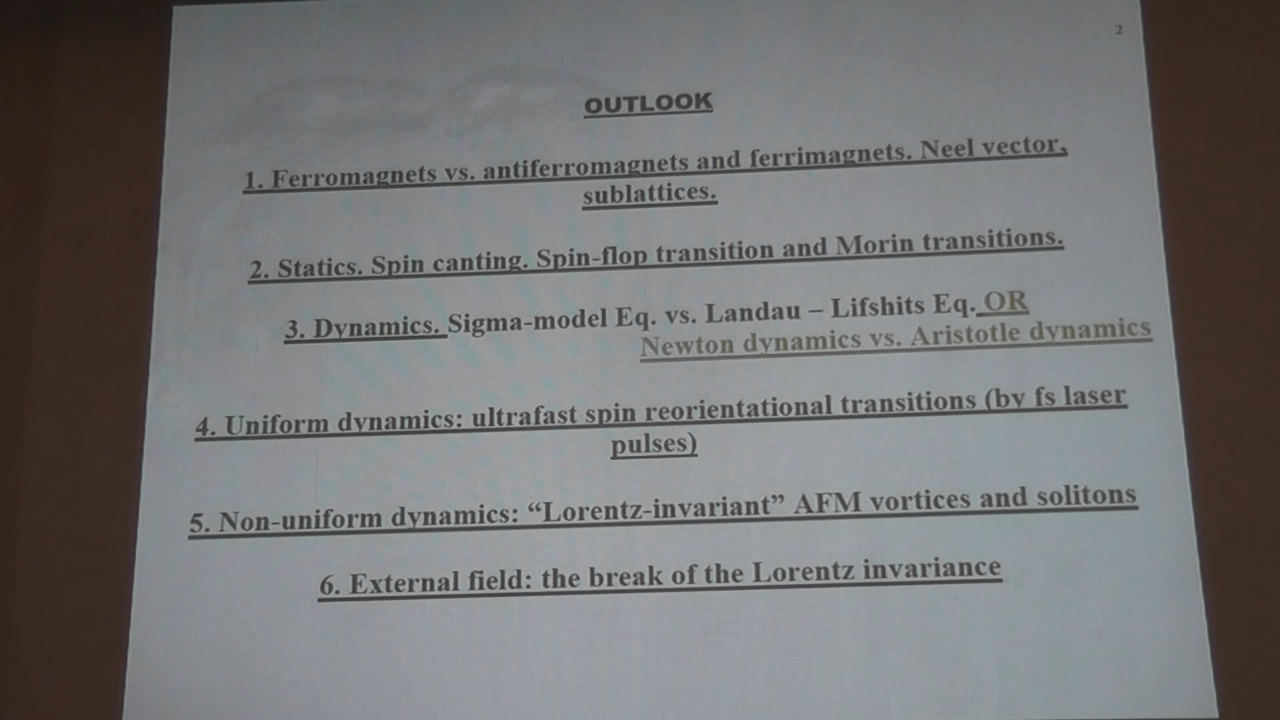 2
OUTLOOK
1. Ferromagnets vs. antiferromagnets and ferrimagnets. Neel vector,
sublattices.
2. Statics. Spin canting. Spin-flop transition and Morin transitions.
3. Dynamics. Sigma-model Eq. vs. Landau – Lifshits Eq. OR
Newton dynamics vs. Aristotle dynamics
4. Uniform dynamics: ultrafast spin reorientational transitions (by fs laser
pulses)
5. Non-uniform dynamics: “Lorentz-invariant” AFM vortices and solitons
6. External field: the break of the Lorentz invariance